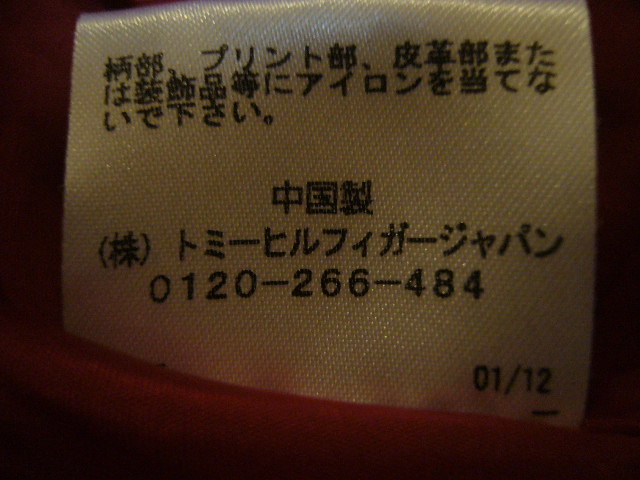 柄部、プリント部、皮革部また
は装飾品等にアイロンを当てな
いで下さい。
中国製
(株)トミーヒルフィガージャパン
0120-266-484
01/12